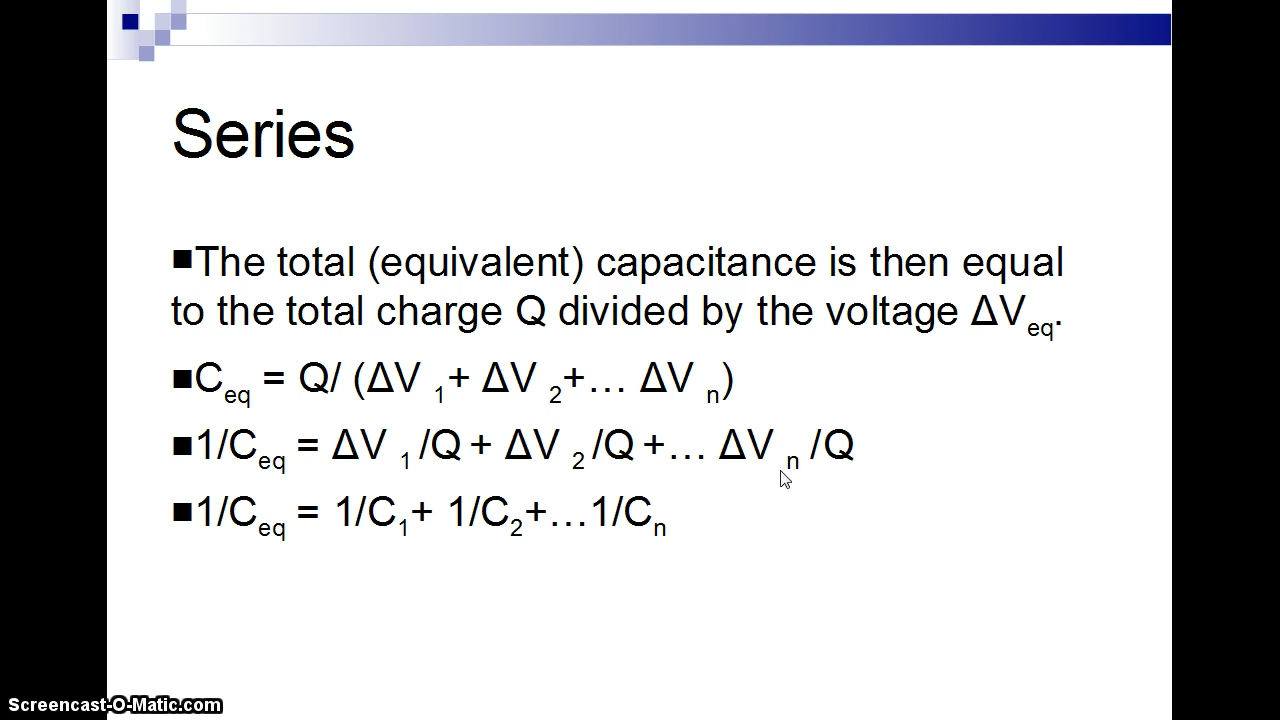 Series
■The total (equivalent) capacitance is then equal
to the total charge Q divided by the voltage ΔVeq.
■Ceq = Q/ (ΔV 1+ ΔV 2+… ΔV n)
■1/Ceq = ΔV 1 /Q + ΔV 2 /Q +… ΔV n /Q
■1/Ceq = 1/C1+ 1/C2+…1/Cn
Screencast-O-Matic.com